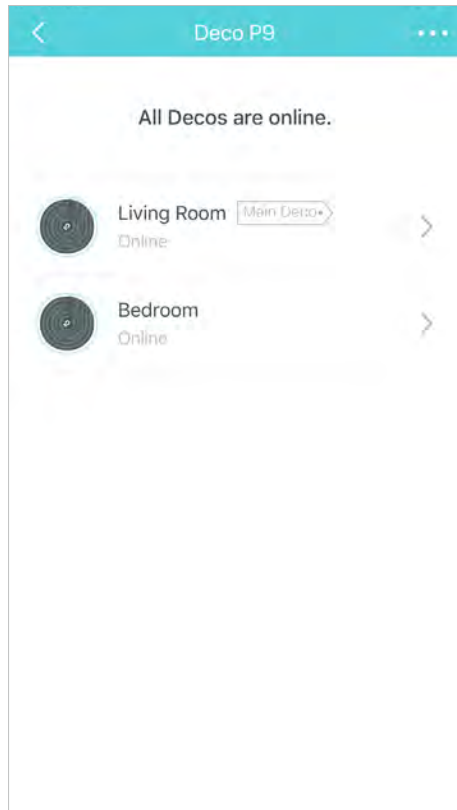 Deco P9
All Decos are online.
Living Room Main Deco
Online
Bedroom
Online